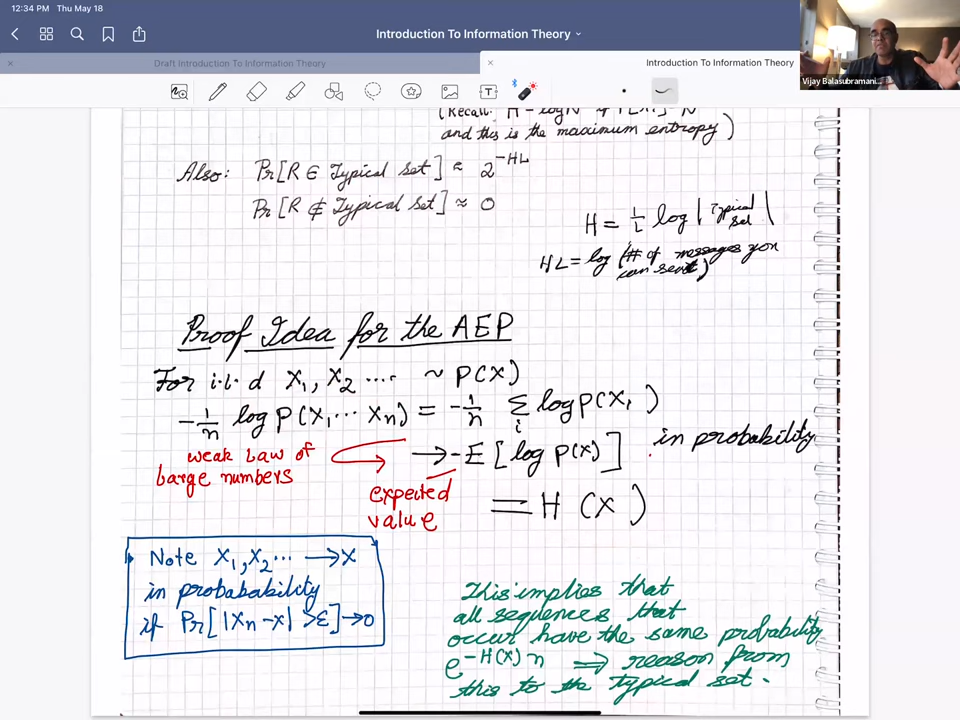 12:34 PM Thu May 18
Introduction To Information Theory
Draft Introduction To Information Theory
Introduction To Information Theory
Vijay Balasubramani...
(Recall: H = log N if
and this is the maximum entropy)
Also: Pr[R ∈ Typical set] ≈ 2^-HL
Pr[R ∉ Typical set] ≈ 0
H = 1/L log | Typical set |
HL = log (# of messages you
can send)
Proof Idea for the AEP
For i.i.d X1, X2 .... ~ P(X)
-1/n log P(X1 ... Xn) = -1/n Σi log P(Xi)
weak Law of
Large numbers
→ -E [log P(X)] in probability
expected
value
= H (X)
Note X1, X2 ... → X
in probabability
if Pr[|Xn - X| > ε] → 0
This implies that
all sequences that
occur have the same probability
e^-H(X)n ⇒ reason from
this to the typical set.